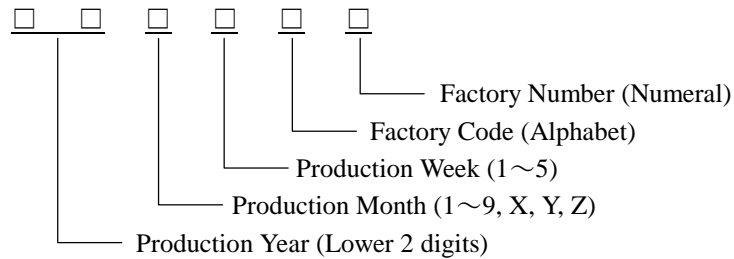 □ □ □ □ □ □
Factory Number (Numeral)
Factory Code (Alphabet)
Production Week (1～5)
Production Month (1～9, X, Y, Z)
Production Year (Lower 2 digits)